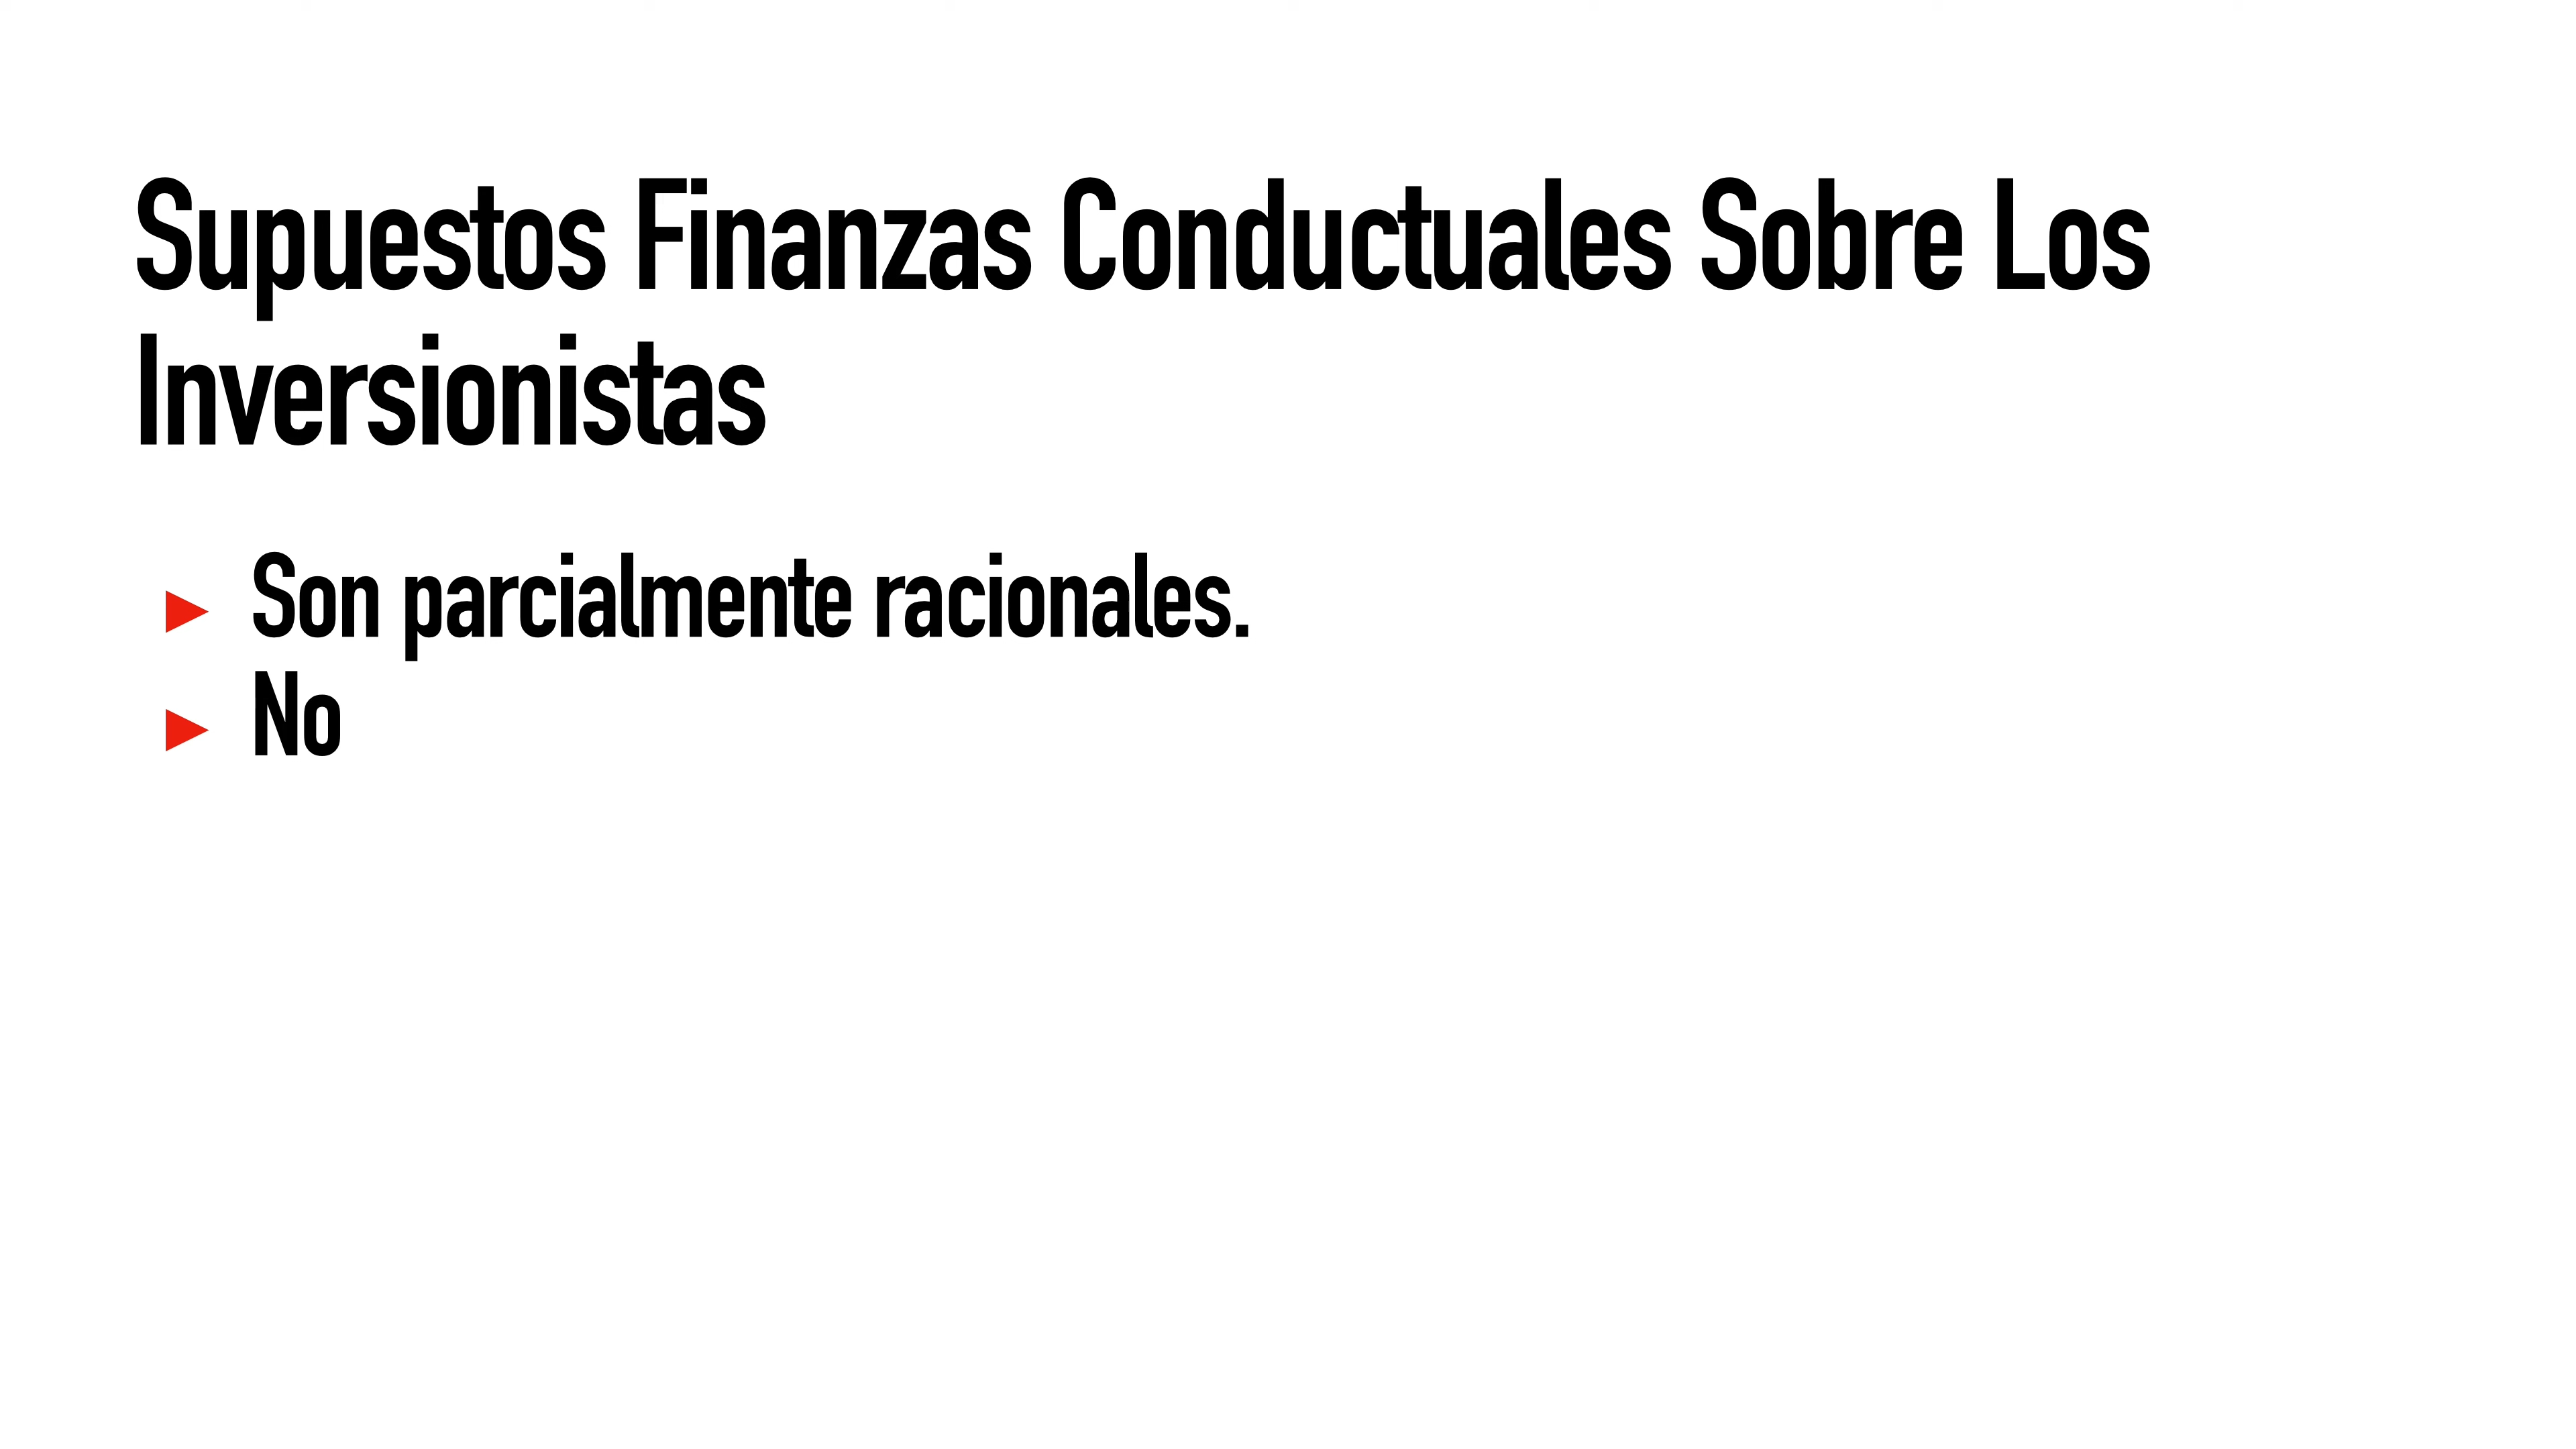 Supuestos Finanzas Conductuales Sobre Los
Inversionistas
▶ Son parcialmente racionales.
▶ No